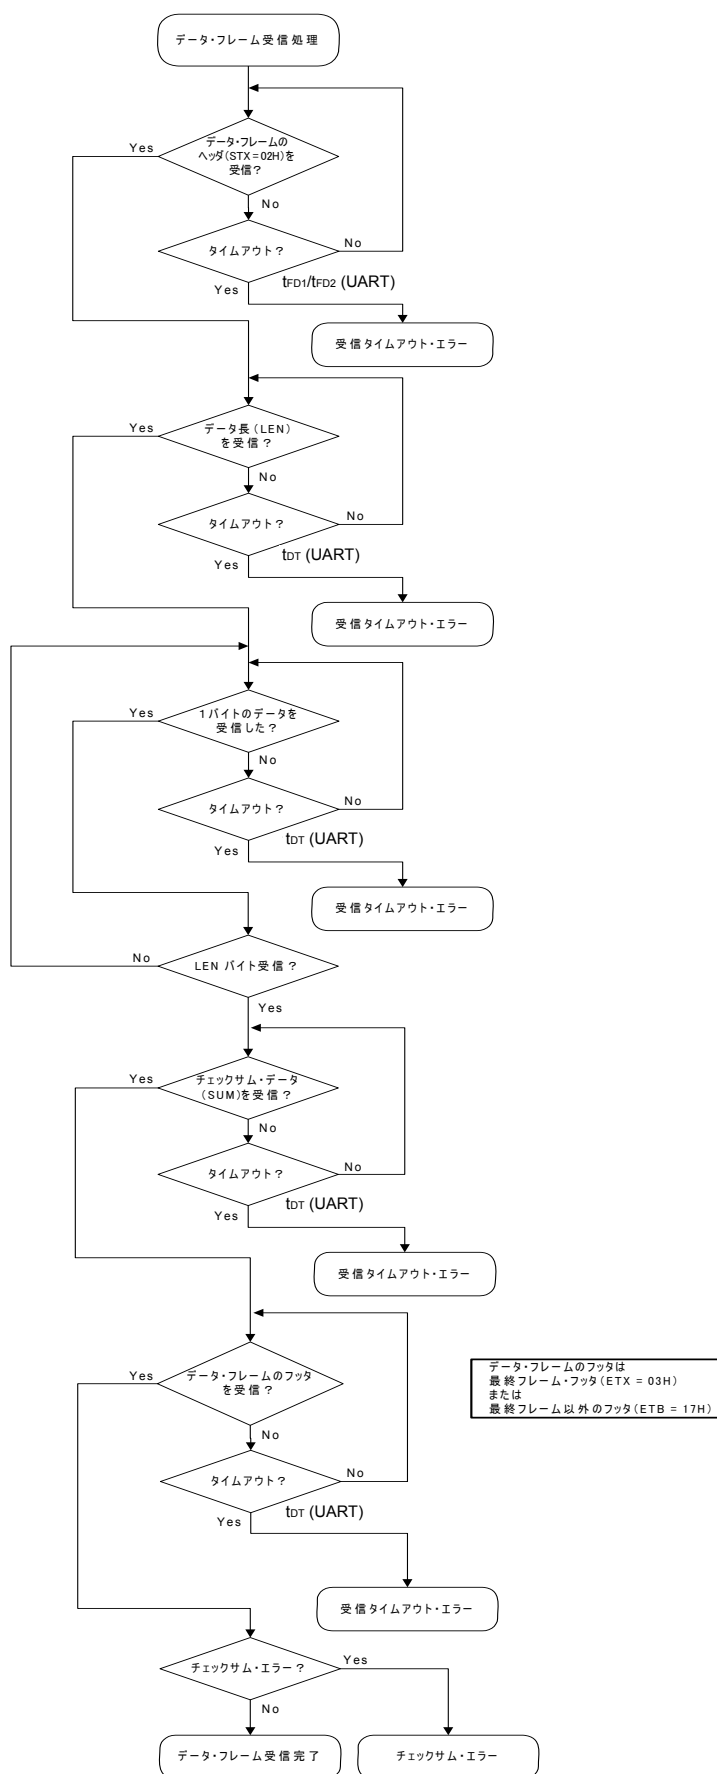 データ・フレーム受信処理
データ・フレームの
ヘッダ(STX=02H)を
受信?
Yes
No
タイムアウト?
No
tFD1/tFD2 (UART)
Yes
受信タイムアウト・エラー
データ長(LEN)
を受信?
Yes
No
タイムアウト?
No
tDT (UART)
Yes
受信タイムアウト・エラー
1バイトのデータを
受信した?
Yes
No
タイムアウト?
No
tDT (UART)
Yes
受信タイムアウト・エラー
No
LEN バイト受信?
Yes
チェックサム・データ
(SUM)を受信?
Yes
No
タイムアウト?
No
tDT (UART)
Yes
受信タイムアウト・エラー
データ・フレームのフッタ
を受信?
Yes
No
データ・フレームのフッタは
最終フレーム・フッタ(ETX = 03H)
または
最終フレーム以外のフッタ(ETB = 17H)
タイムアウト?
No
tDT (UART)
Yes
受信タイムアウト・エラー
チェックサム・エラー?
Yes
No
データ・フレーム受信完了
チェックサム・エラー